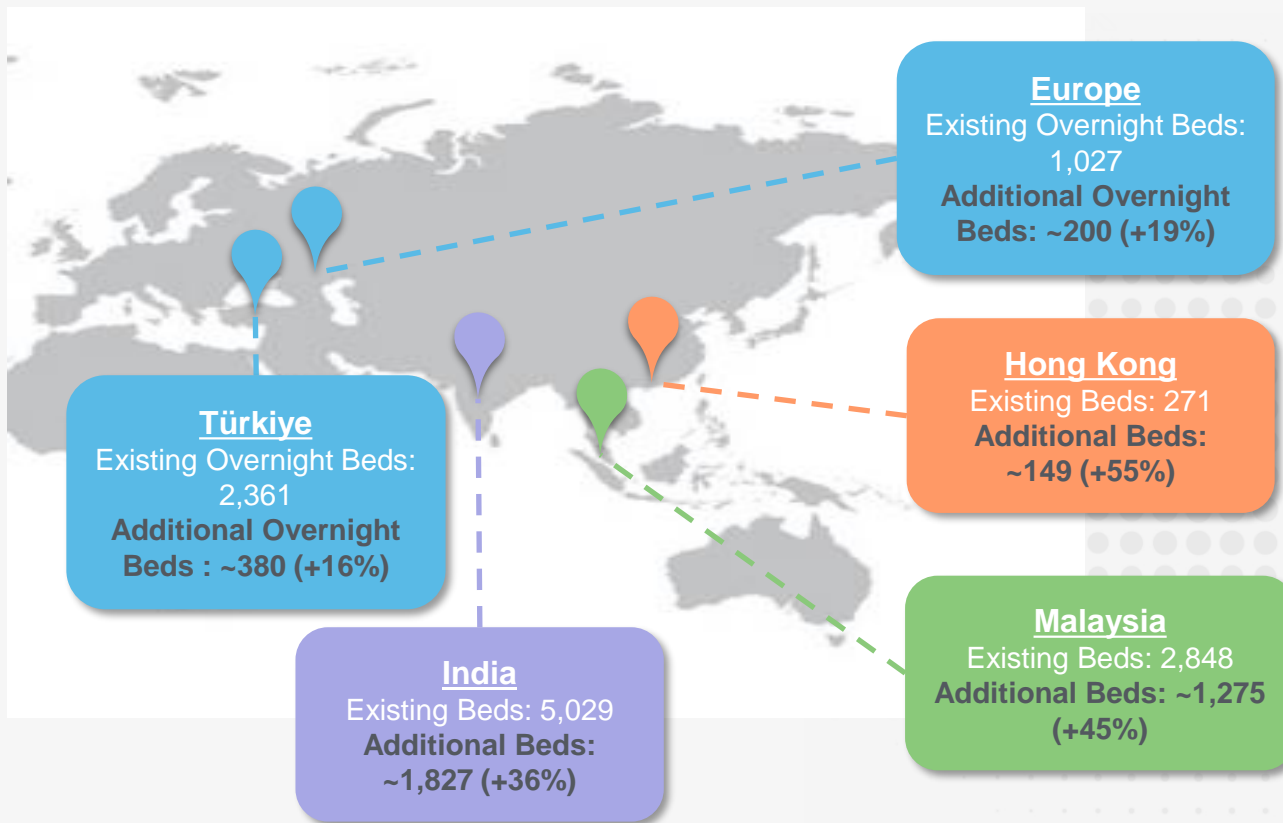 Europe
Existing Overnight Beds:
1,027
Additional Overnight
Beds: ~200 (+19%)
Hong Kong
Existing Beds: 271
Additional Beds:
~149 (+55%)
Türkiye
Existing Overnight Beds:
2,361
Additional Overnight
Beds : ~380 (+16%)
Malaysia
Existing Beds: 2,848
Additional Beds: ~1,275
(+45%)
India
Existing Beds: 5,029
Additional Beds:
~1,827 (+36%)